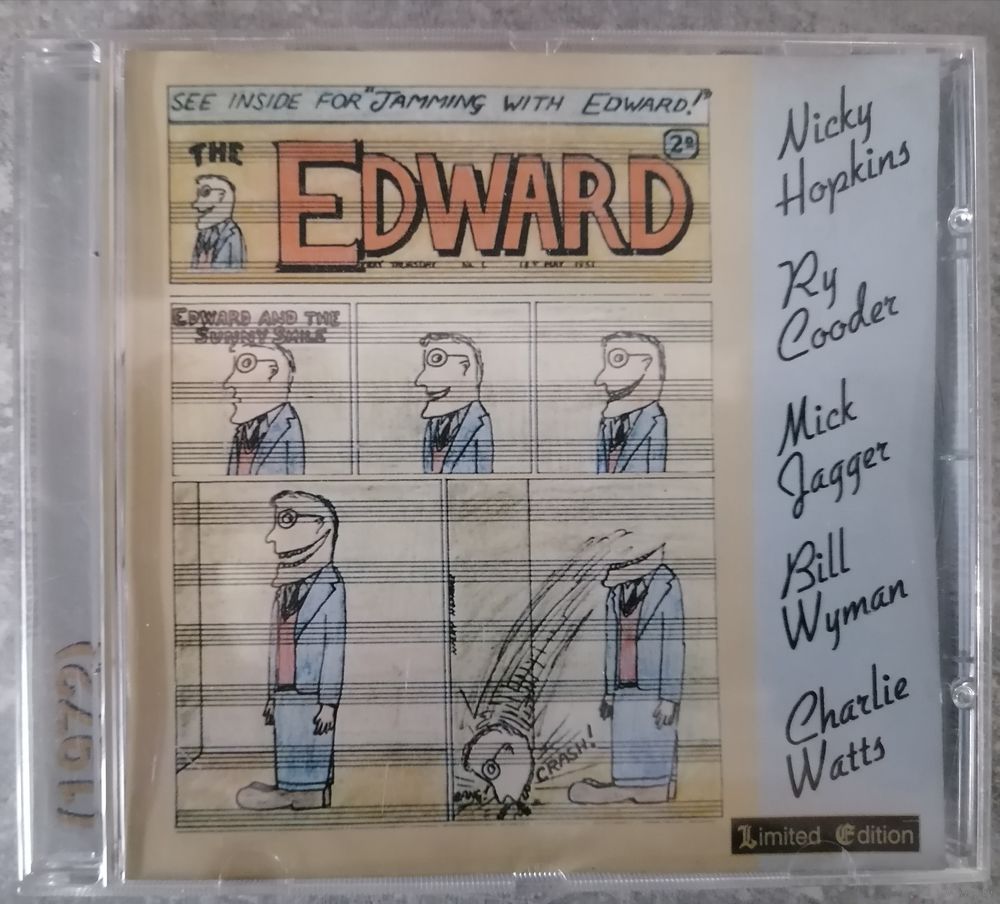 SEE INSIDE FOR "JAMMING WITH EDWARD!"
THE
EDWARD
EDWARD AND THE
SUNNY SMILE
CRASH!
Nicky
Hopkins
Ry
Cooder
Mick
Jagger
Bill
Wyman
Charlie
Watts
Limited Edition
(1972)